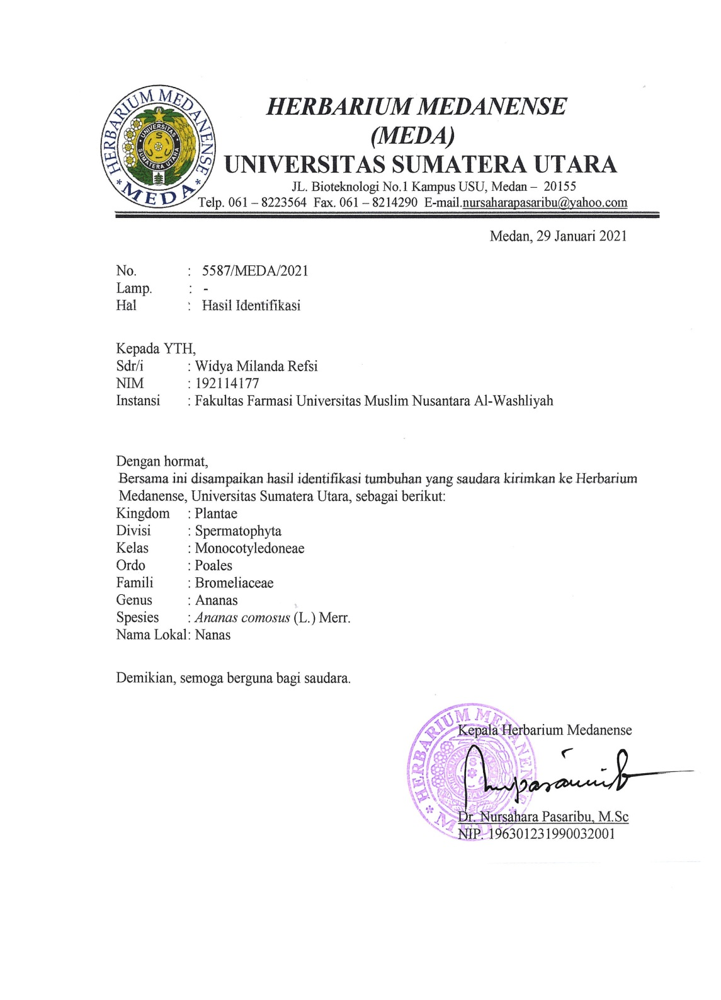 HERBARIUM MEDANENSE
MEDA
UNIVERSITAS
SUMATERA UTARA
HERBARIUM MEDANENSE
(MEDA)
UNIVERSITAS SUMATERA UTARA
JL. Bioteknologi No.1 Kampus USU, Medan – 20155
Telp. 061 – 8223564 Fax. 061 – 8214290 E-mail.nursaharapasaribu@yahoo.com
Medan, 29 Januari 2021
No. : 5587/MEDA/2021
Lamp. : -
Hal : Hasil Identifikasi
Kepada YTH,
Sdr/i : Widya Milanda Refsi
NIM : 192114177
Instansi : Fakultas Farmasi Universitas Muslim Nusantara Al-Washliyah
Dengan hormat,
Bersama ini disampaikan hasil identifikasi tumbuhan yang saudara kirimkan ke Herbarium
Medanense, Universitas Sumatera Utara, sebagai berikut:
Kingdom : Plantae
Divisi : Spermatophyta
Kelas : Monocotyledoneae
Ordo : Poales
Famili : Bromeliaceae
Genus : Ananas
Spesies : Ananas comosus (L.) Merr.
Nama Lokal : Nanas
Demikian, semoga berguna bagi saudara.
HERBARIUM MEDANENSE
Kepala Herbarium Medanense
Dr. Nursahara Pasaribu, M.Sc
NIP. 196301231990032001